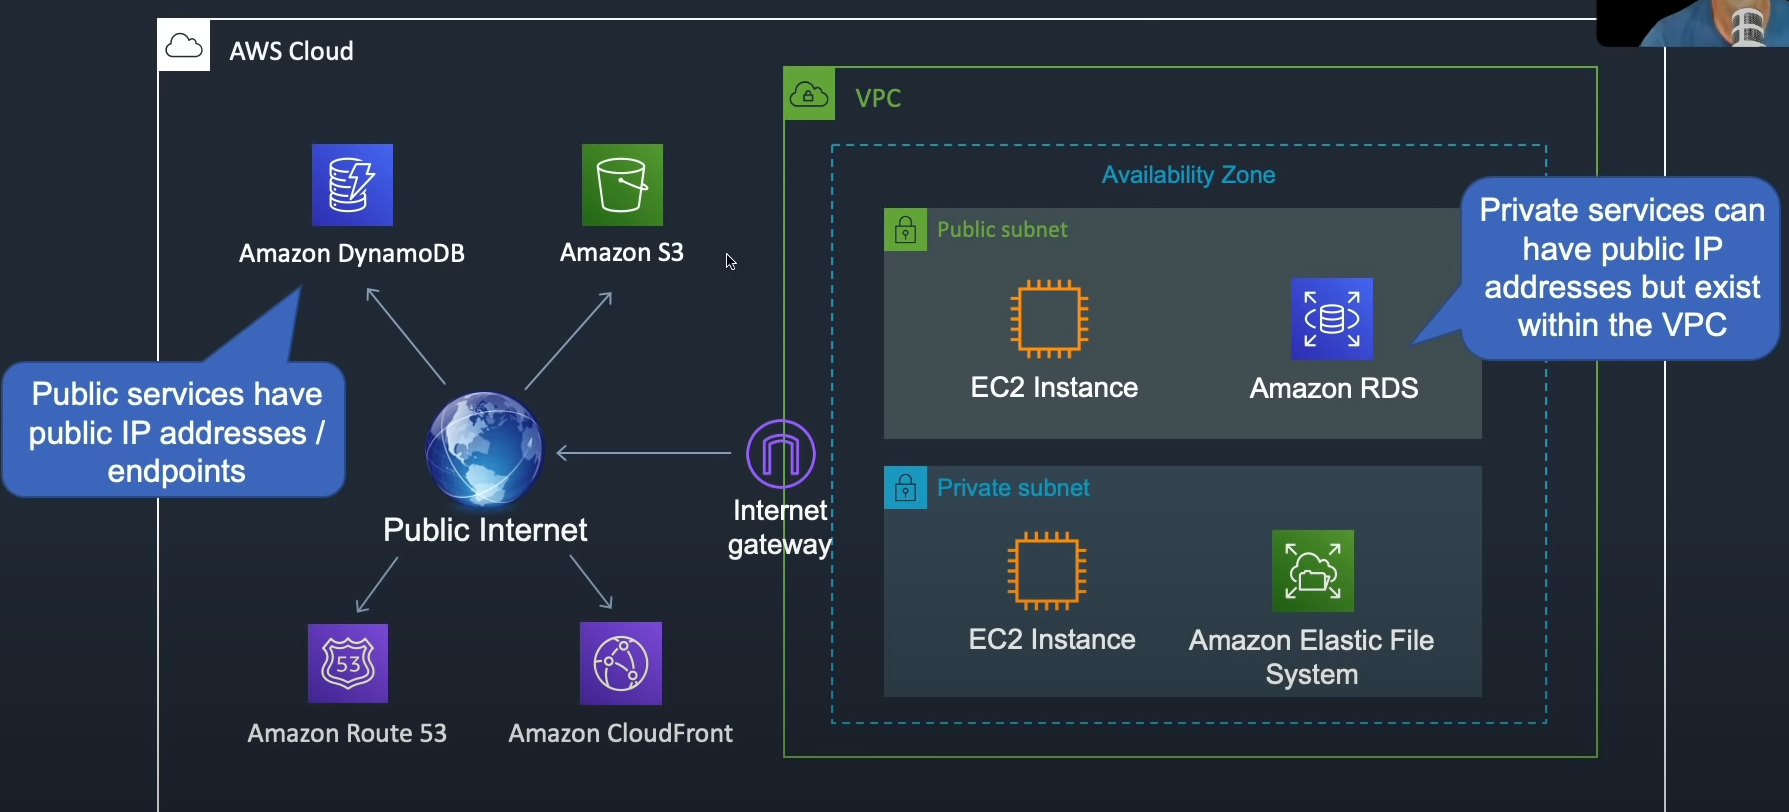 AWS Cloud
VPC
Availability Zone
Amazon DynamoDB
Amazon S3
Public subnet
EC2 Instance
Amazon RDS
Private services can
have public IP
addresses but exist
within the VPC
Public services have
public IP addresses /
endpoints
Public Internet
Internet
gateway
Private subnet
EC2 Instance
Amazon Elastic File
System
53
Amazon Route 53
Amazon CloudFront